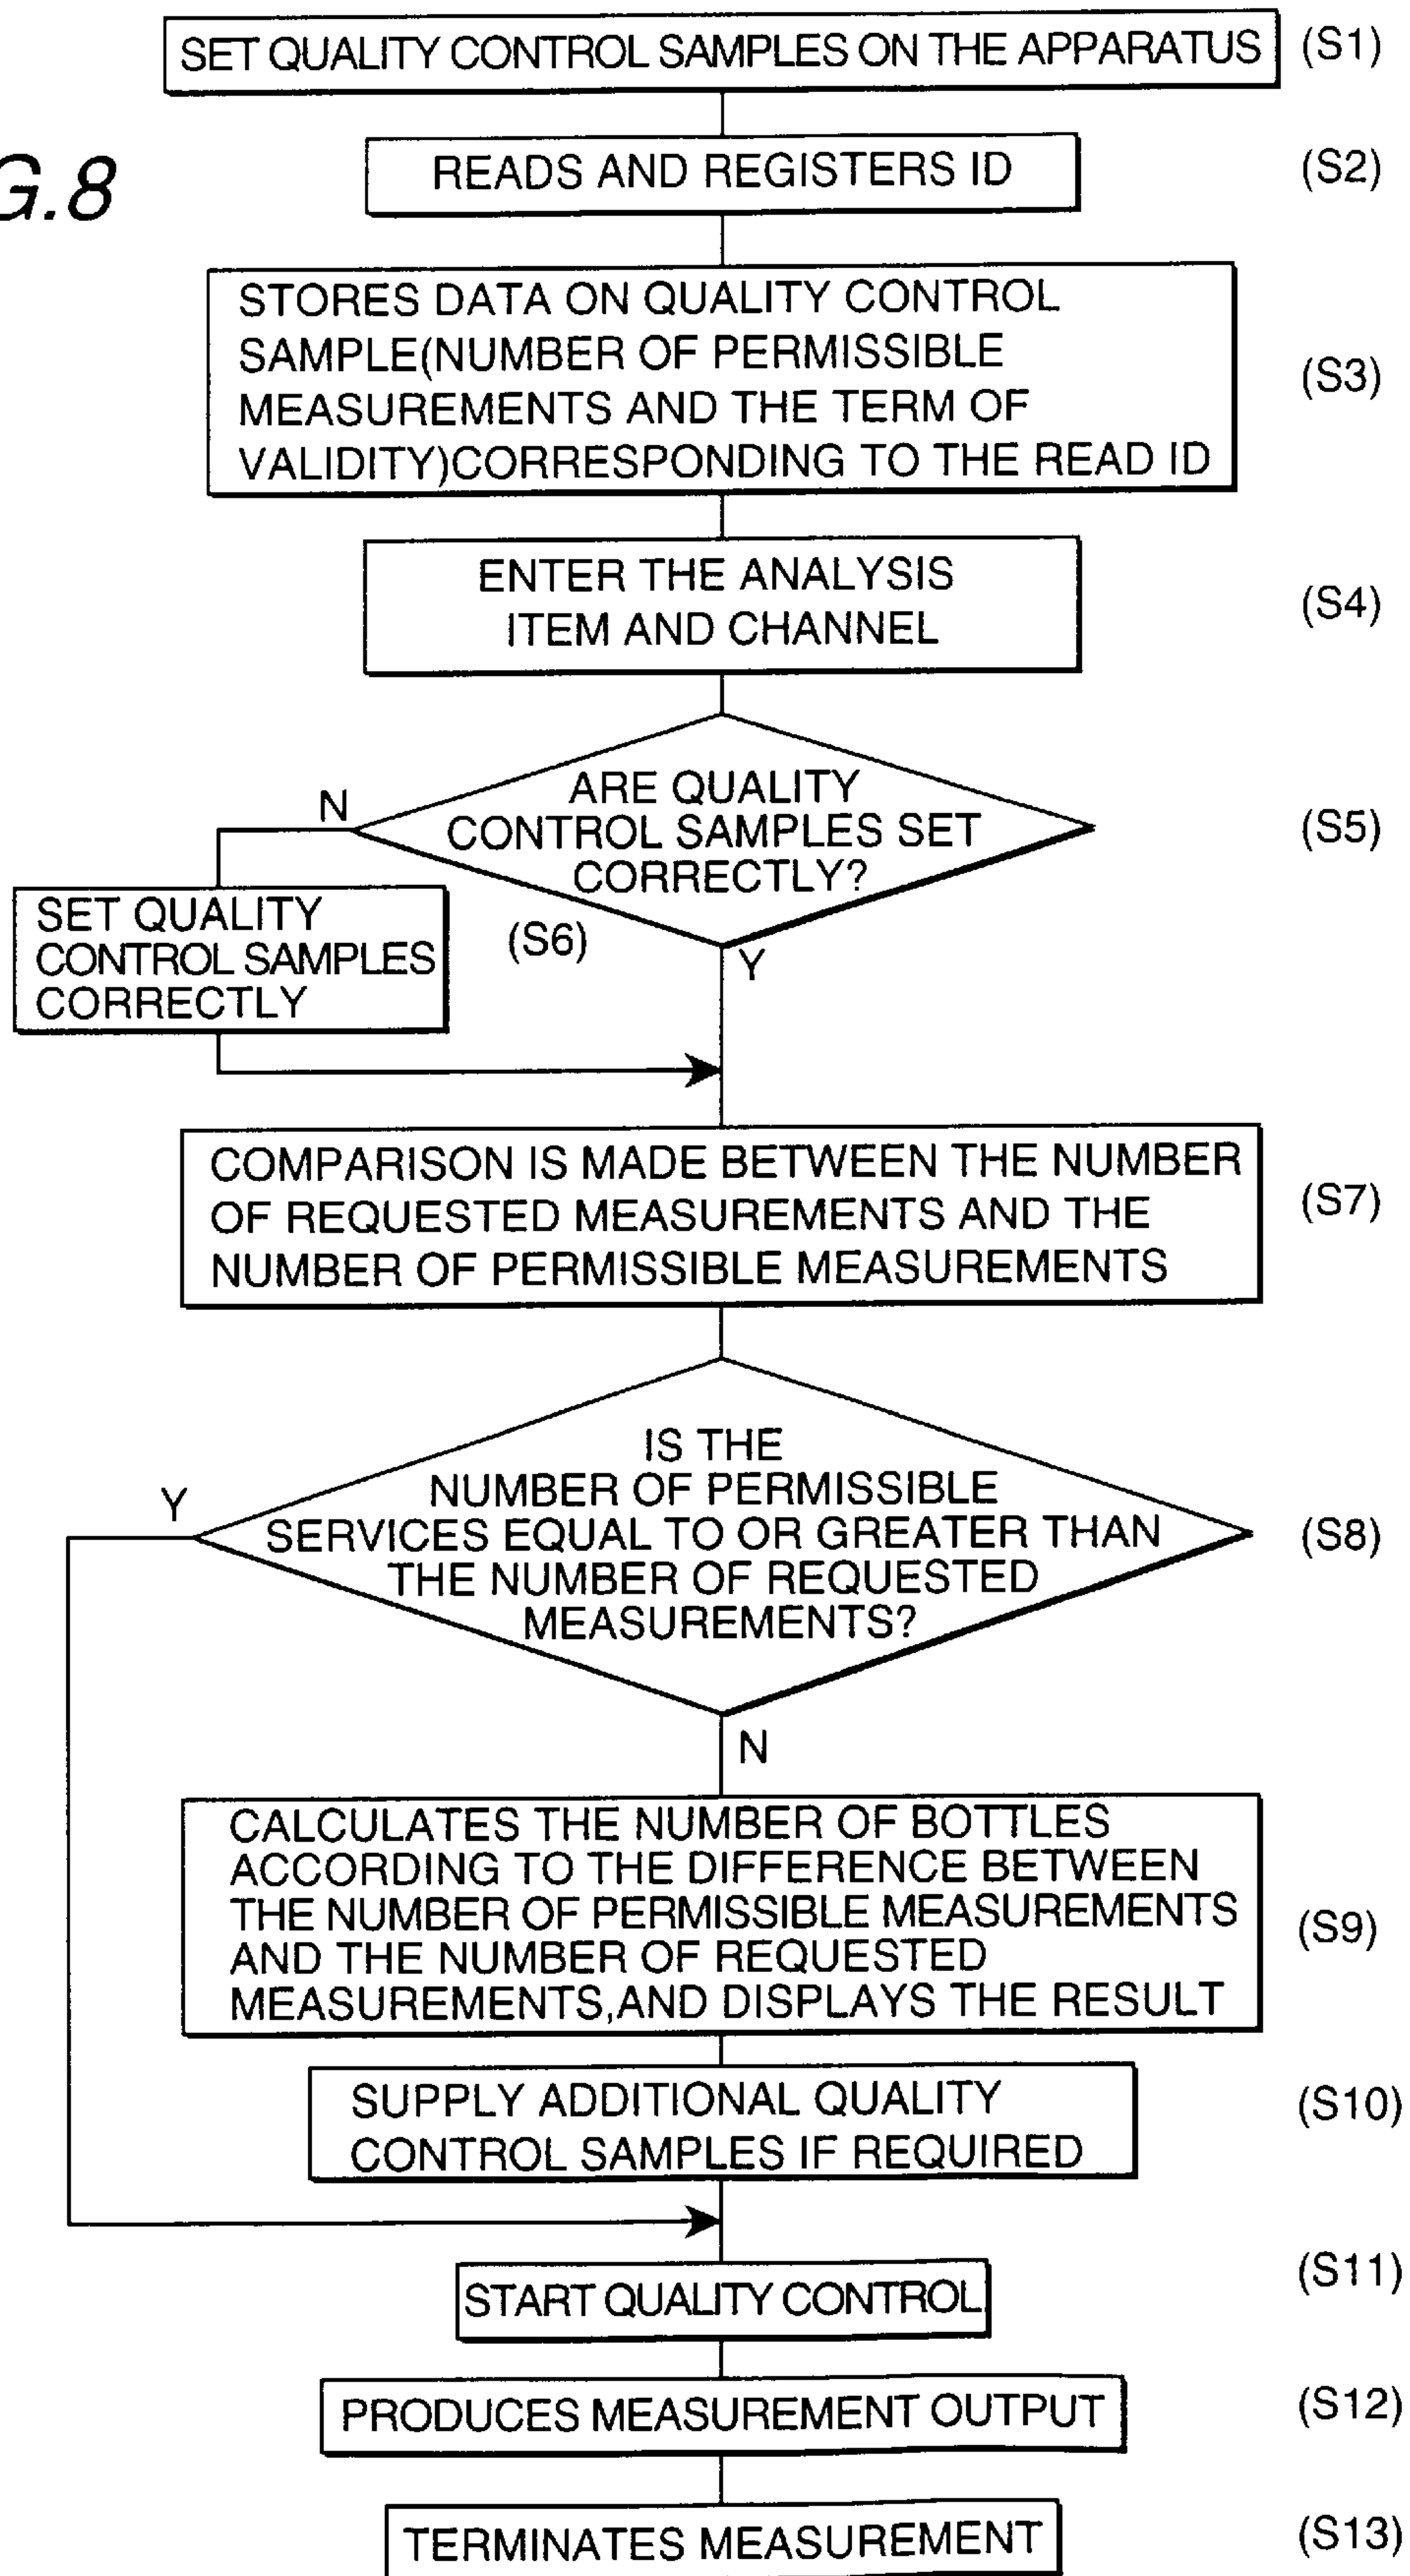 SET QUALITY CONTROL SAMPLES ON THE APPARATUS (S1)
G.8
READS AND REGISTERS ID (S2)
STORES DATA ON QUALITY CONTROL
SAMPLE(NUMBER OF PERMISSIBLE
MEASUREMENTS AND THE TERM OF
VALIDITY)CORRESPONDING TO THE READ ID
(S3)
ENTER THE ANALYSIS
ITEM AND CHANNEL
(S4)
N
ARE QUALITY
CONTROL SAMPLES SET
CORRECTLY?
(S5)
SET QUALITY
CONTROL SAMPLES
CORRECTLY
(S6)
Y
COMPARISON IS MADE BETWEEN THE NUMBER
OF REQUESTED MEASUREMENTS AND THE
NUMBER OF PERMISSIBLE MEASUREMENTS
(S7)
Y
IS THE
NUMBER OF PERMISSIBLE
SERVICES EQUAL TO OR GREATER THAN
THE NUMBER OF REQUESTED
MEASUREMENTS?
(S8)
N
CALCULATES THE NUMBER OF BOTTLES
ACCORDING TO THE DIFFERENCE BETWEEN
THE NUMBER OF PERMISSIBLE MEASUREMENTS
AND THE NUMBER OF REQUESTED
MEASUREMENTS,AND DISPLAYS THE RESULT
(S9)
SUPPLY ADDITIONAL QUALITY
CONTROL SAMPLES IF REQUIRED
(S10)
START QUALITY CONTROL
(S11)
PRODUCES MEASUREMENT OUTPUT
(S12)
TERMINATES MEASUREMENT
(S13)